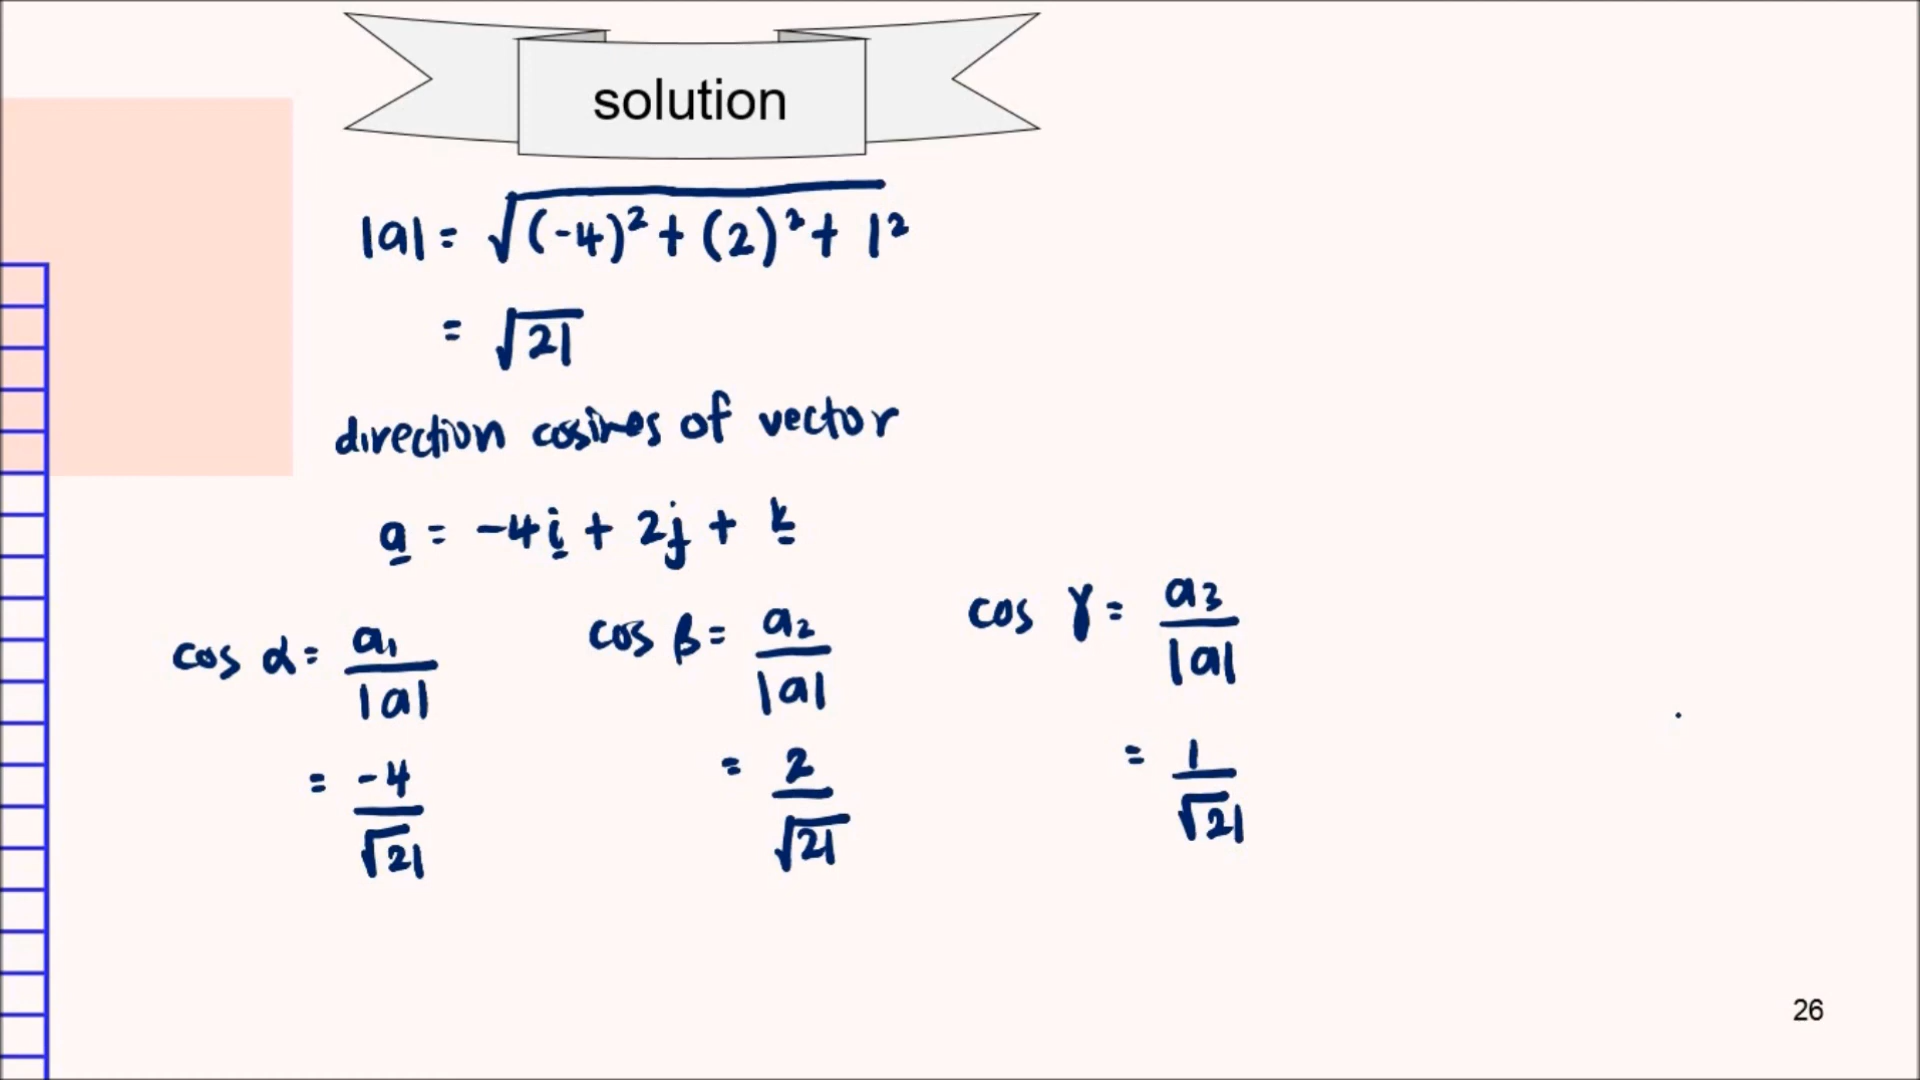 solution
|a| = √((-4)² + (2)² + 1²)
= √21
direction cosines of vector
a = -4i + 2j + k
cos α = a₁/|a| cos β = a₂/|a| cos γ = a₃/|a|
= -4/√21 = 2/√21 = 1/√21
26